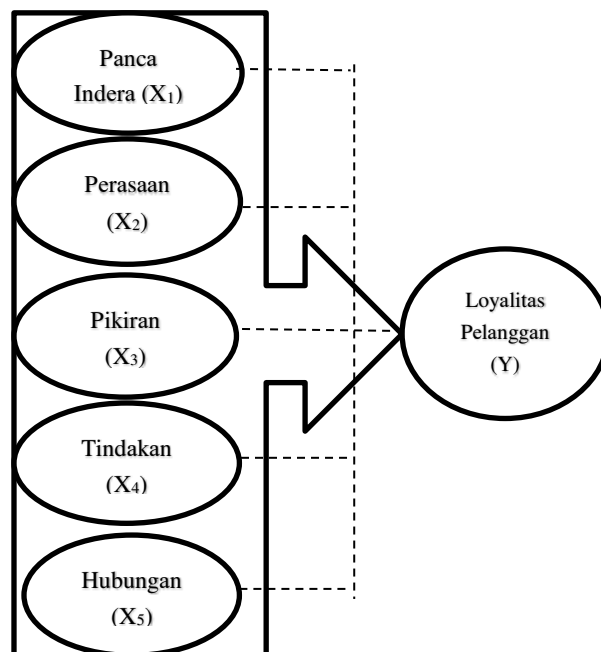 Panca
Indera (X₁)
Perasaan
(X₂)
Pikiran
(X₃)
Tindakan
(X₄)
Hubungan
(X₅)
Loyalitas
Pelanggan
(Y)